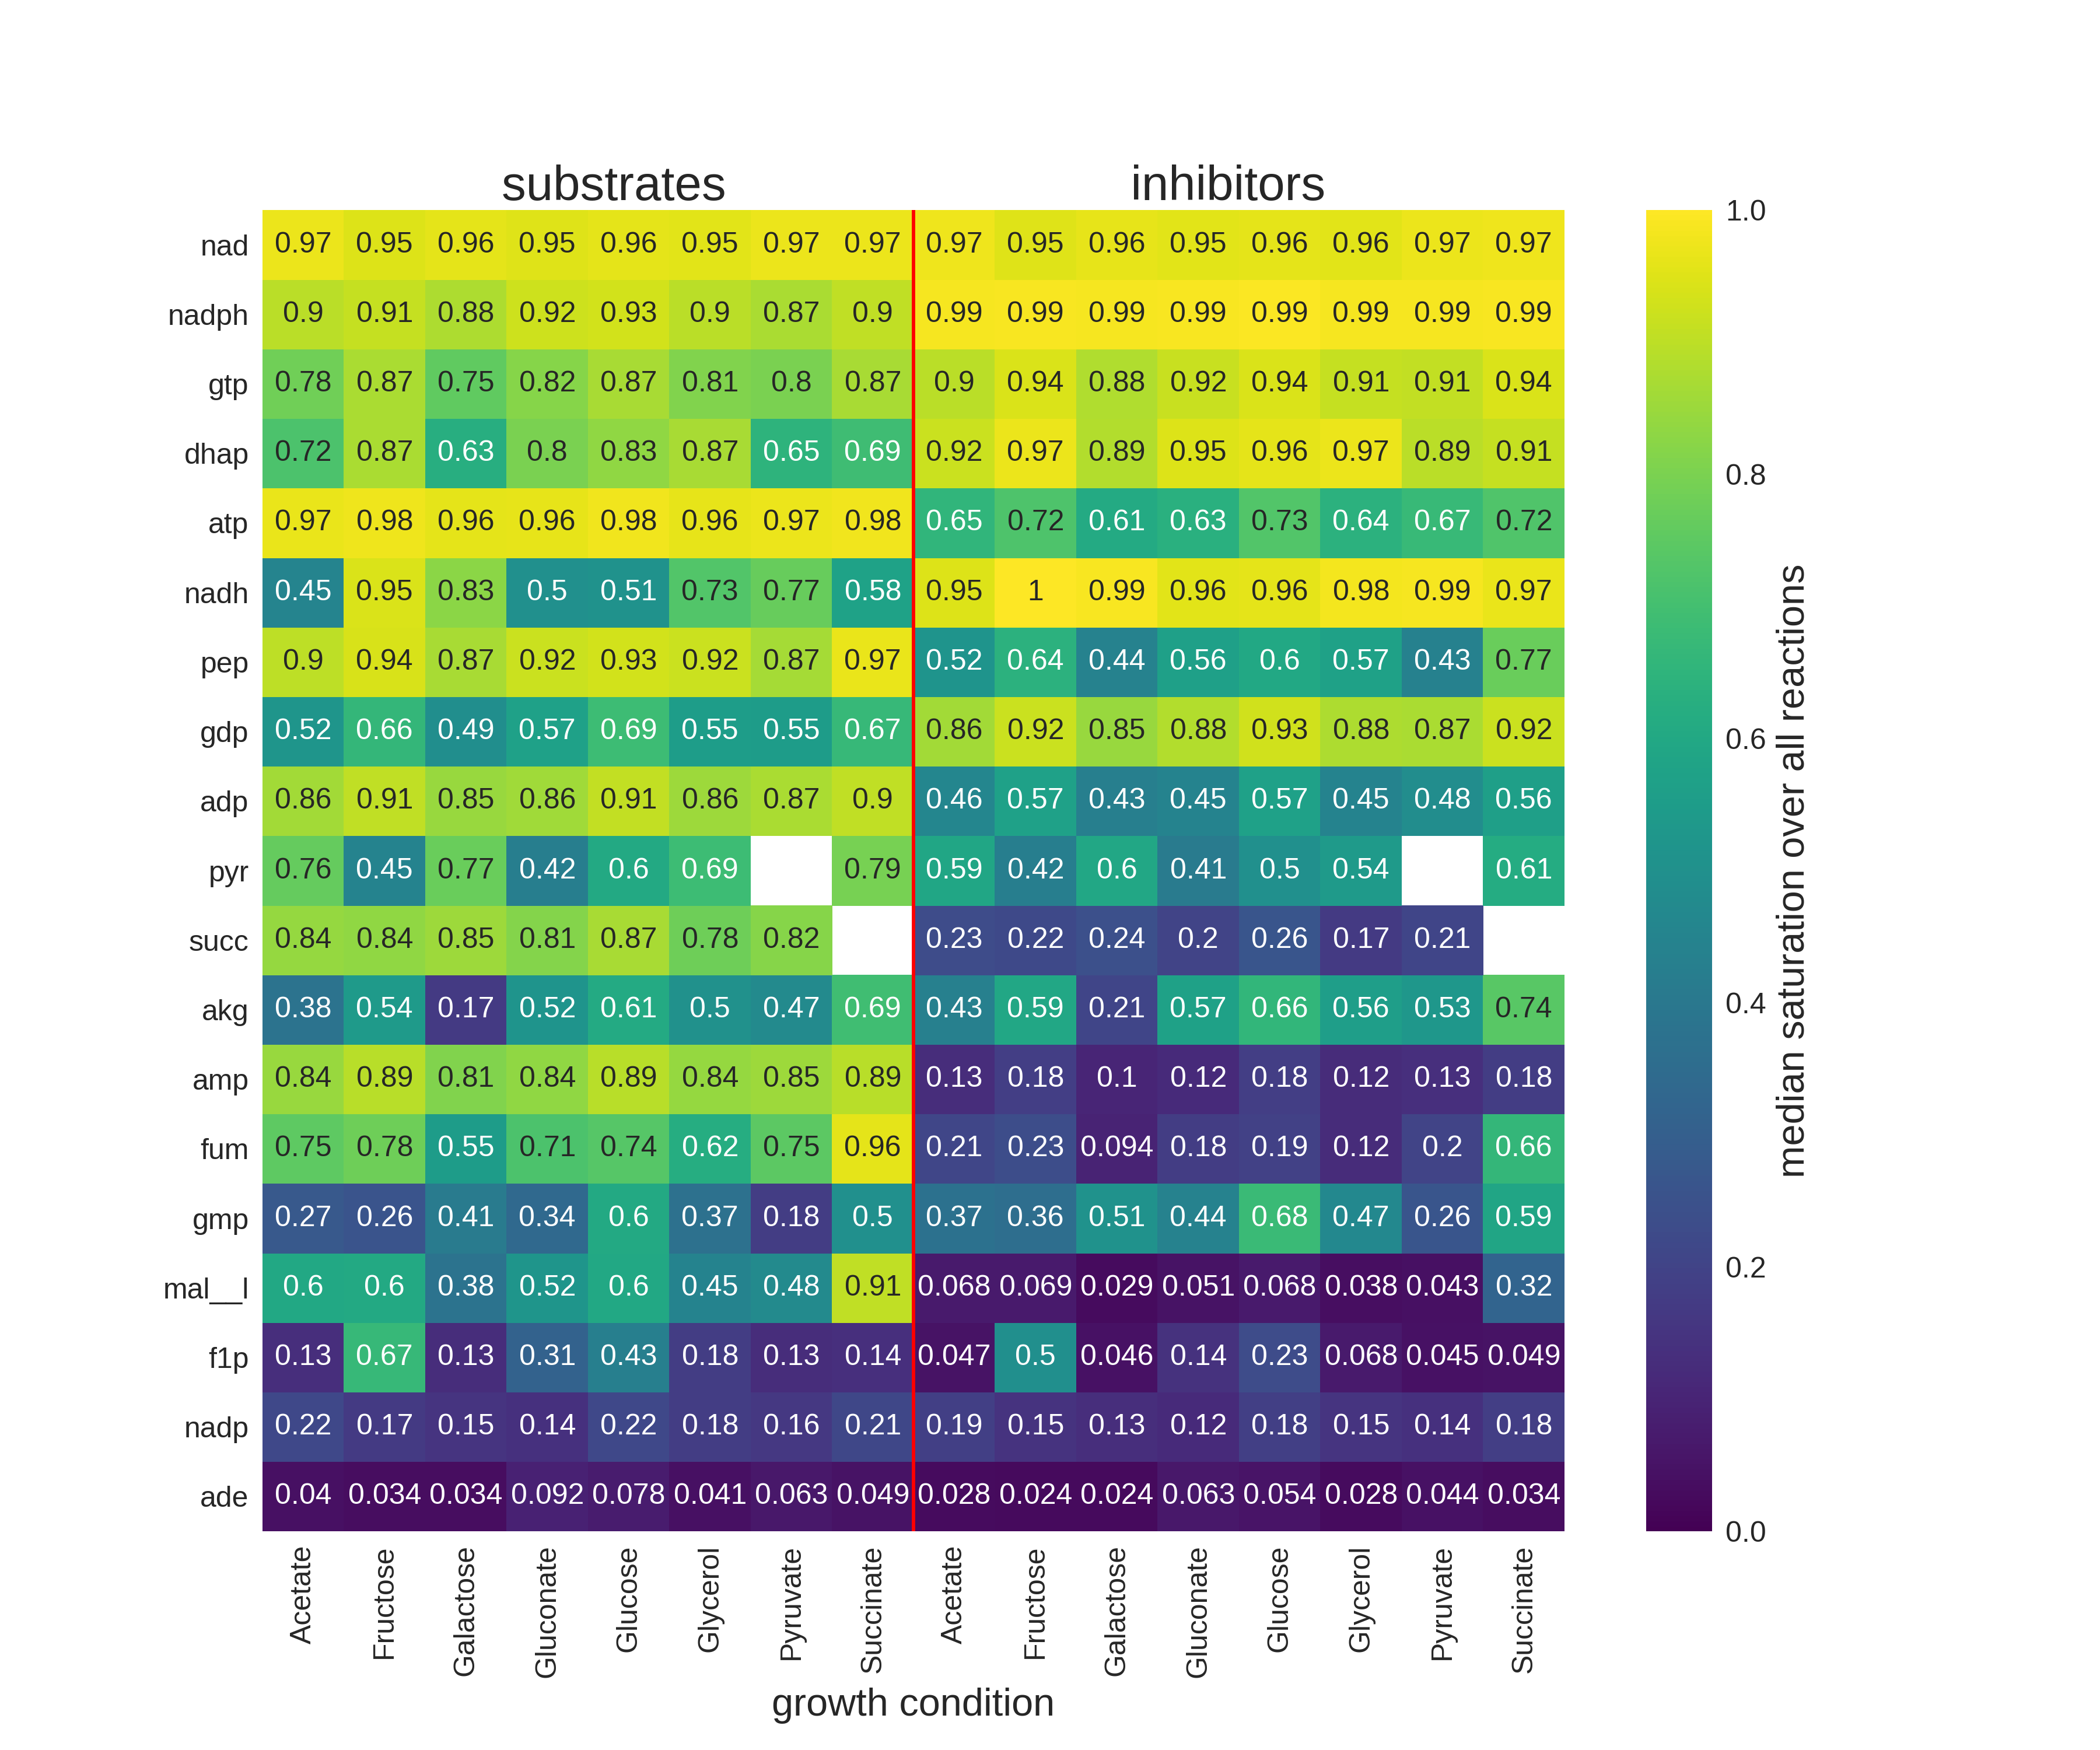 substrates inhibitors
nad 0.97 0.95 0.96 0.95 0.96 0.95 0.97 0.97 0.97 0.95 0.96 0.95 0.96 0.96 0.97 0.97
nadph 0.9 0.91 0.88 0.92 0.93 0.9 0.87 0.9 0.99 0.99 0.99 0.99 0.99 0.99 0.99 0.99
gtp 0.78 0.87 0.75 0.82 0.87 0.81 0.8 0.87 0.9 0.94 0.88 0.92 0.94 0.91 0.91 0.94
dhap 0.72 0.87 0.63 0.8 0.83 0.87 0.65 0.69 0.92 0.97 0.89 0.95 0.96 0.97 0.89 0.91
atp 0.97 0.98 0.96 0.96 0.98 0.96 0.97 0.98 0.65 0.72 0.61 0.63 0.73 0.64 0.67 0.72
nadh 0.45 0.95 0.83 0.5 0.51 0.73 0.77 0.58 0.95 1 0.99 0.96 0.96 0.98 0.99 0.97
pep 0.9 0.94 0.87 0.92 0.93 0.92 0.87 0.97 0.52 0.64 0.44 0.56 0.6 0.57 0.43 0.77
gdp 0.52 0.66 0.49 0.57 0.69 0.55 0.55 0.67 0.86 0.92 0.85 0.88 0.93 0.88 0.87 0.92
adp 0.86 0.91 0.85 0.86 0.91 0.86 0.87 0.9 0.46 0.57 0.43 0.45 0.57 0.45 0.48 0.56
pyr 0.76 0.45 0.77 0.42 0.6 0.69 0.79 0.59 0.42 0.6 0.41 0.5 0.54 0.61
succ 0.84 0.84 0.85 0.81 0.87 0.78 0.82 0.23 0.22 0.24 0.2 0.26 0.17 0.21
akg 0.38 0.54 0.17 0.52 0.61 0.5 0.47 0.69 0.43 0.59 0.21 0.57 0.66 0.56 0.53 0.74
amp 0.84 0.89 0.81 0.84 0.89 0.84 0.85 0.89 0.13 0.18 0.1 0.12 0.18 0.12 0.13 0.18
fum 0.75 0.78 0.55 0.71 0.74 0.62 0.75 0.96 0.21 0.23 0.094 0.18 0.19 0.12 0.2 0.66
gmp 0.27 0.26 0.41 0.34 0.6 0.37 0.18 0.5 0.37 0.36 0.51 0.44 0.68 0.47 0.26 0.59
mal__l 0.6 0.6 0.38 0.52 0.6 0.45 0.48 0.91 0.068 0.069 0.029 0.051 0.068 0.038 0.043 0.32
f1p 0.13 0.67 0.13 0.31 0.43 0.18 0.13 0.14 0.047 0.5 0.046 0.14 0.23 0.068 0.045 0.049
nadp 0.22 0.17 0.15 0.14 0.22 0.18 0.16 0.21 0.19 0.15 0.13 0.12 0.18 0.15 0.14 0.18
ade 0.04 0.034 0.034 0.092 0.078 0.041 0.063 0.049 0.028 0.024 0.024 0.063 0.054 0.028 0.044 0.034
Acetate Fructose Galactose Gluconate Glucose Glycerol Pyruvate Succinate Acetate Fructose Galactose Gluconate Glucose Glycerol Pyruvate Succinate
growth condition
1.0
0.8
0.6
0.4
0.2
0.0
median saturation over all reactions